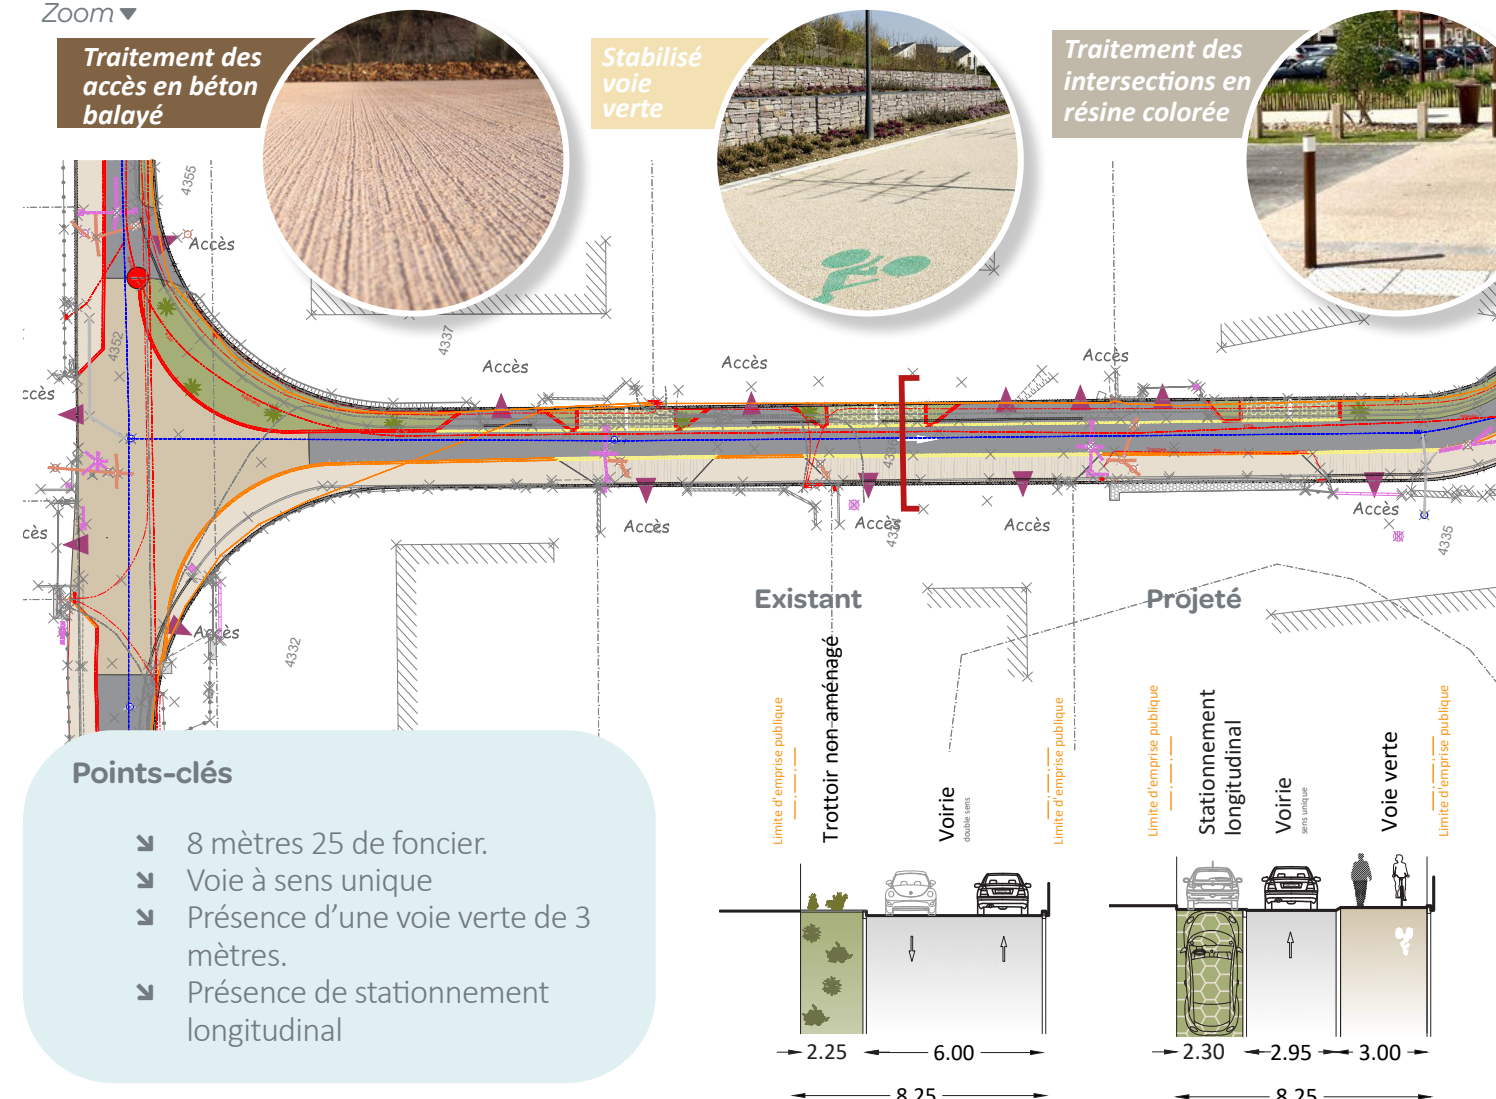 Zoom
Traitement des
accès en béton
balayé
Stabilisé
voie
verte
Traitement des
intersections en
résine colorée
4355
Accès
4352
4337
Accès
Accès
Accès
ccès
4336
Accès
Accès
Accès
Accès
4334
4335
ccès
Accès
4332
Existant
Projeté
Limite d'emprise publique
Trottoir non aménagé
Voirie
double sens
Limite d'emprise publique
Limite d'emprise publique
Stationnement
longitudinal
Voirie
sens unique
Voie verte
Limite d'emprise publique
Points-clés
8 mètres 25 de foncier.
Voie à sens unique
Présence d'une voie verte de 3
mètres.
Présence de stationnement
longitudinal
2.25
6.00
8.25
2.30
2.95
3.00
8.25